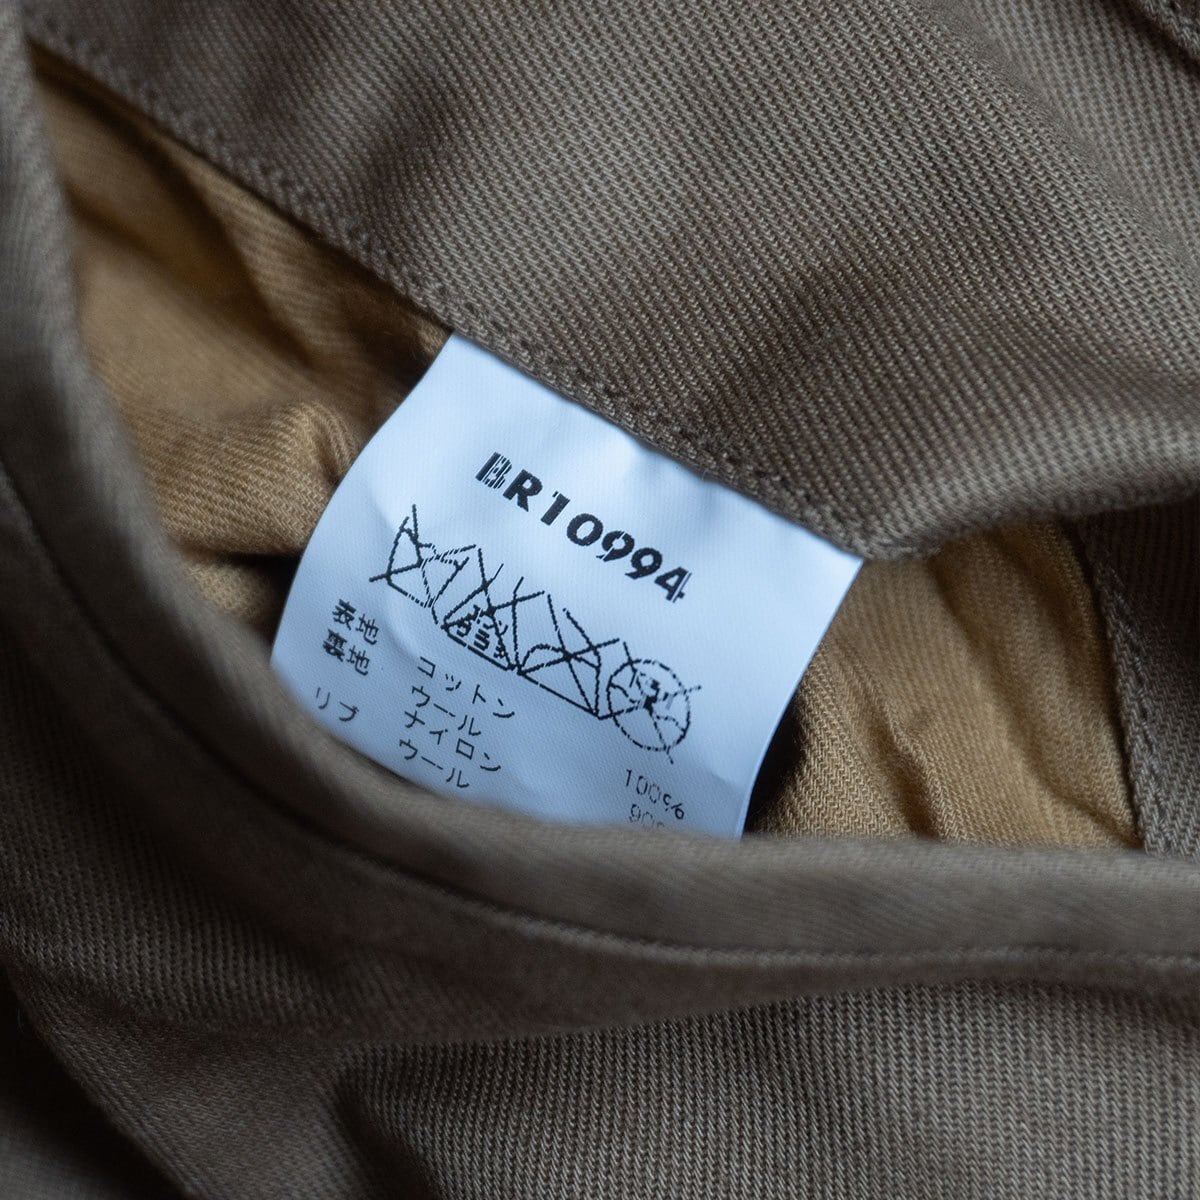 BR10994
表地 コットン 100%
裏地 ウール
ナイロン
リブ ウール